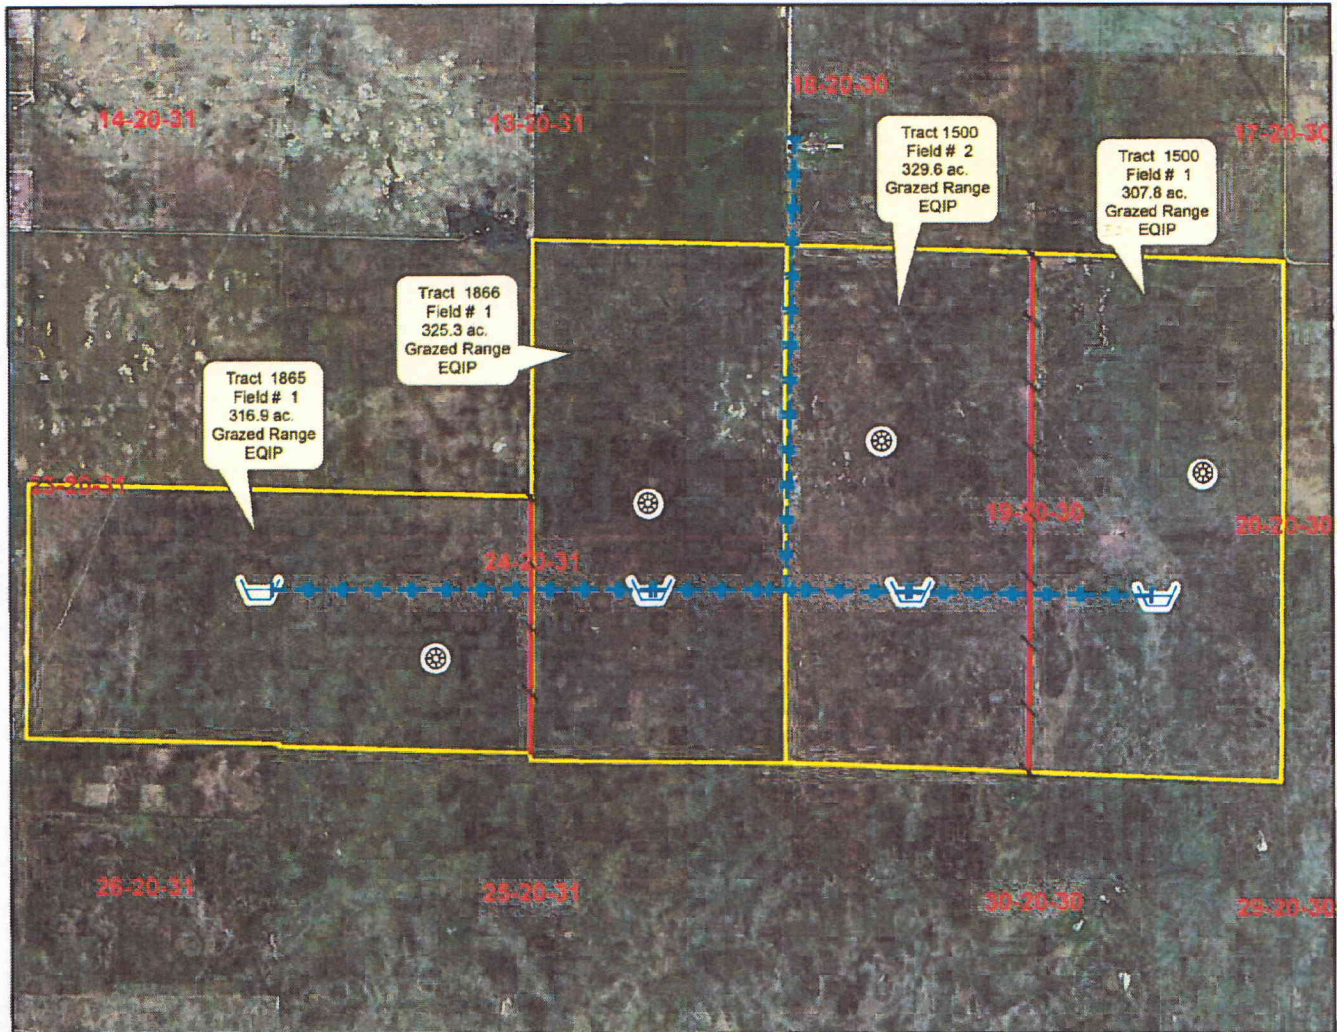 14-20-31
13-20-31
18-20-30
17-20-30
Tract 1500
Field # 2
329.6 ac.
Grazed Range
EQIP
Tract 1500
Field # 1
307.8 ac.
Grazed Range
EQIP
Tract 1866
Field # 1
325.3 ac.
Grazed Range
EQIP
Tract 1865
Field # 1
316.9 ac.
Grazed Range
EQIP
23-20-31
24-20-31
19-20-30
20-20-30
26-20-31
25-20-31
30-20-30
29-20-30